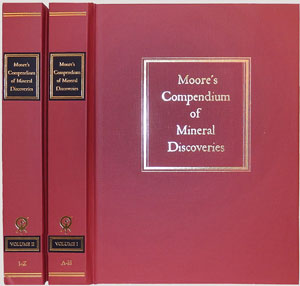 Moore's
Compendium
of Mineral
Discoveries
VOLUME II
I-Z
Moore's
Compendium
of Mineral
Discoveries
VOLUME I
A-H
Moore's
Compendium
of
Mineral
Discoveries